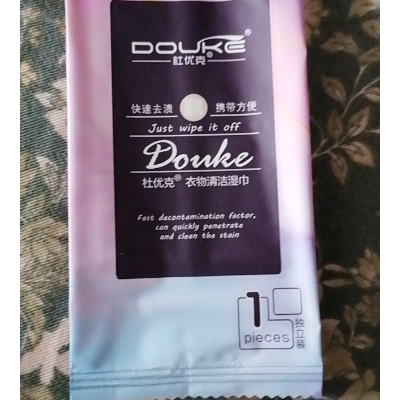 DOUKE®
杜优克
快速去渍 携带方便
Just wipe it off
Douke
杜优克® 衣物清洁湿巾
Fast decontamination factor,
can quickly penetrate
and clean the stain
1
pieces
独立装